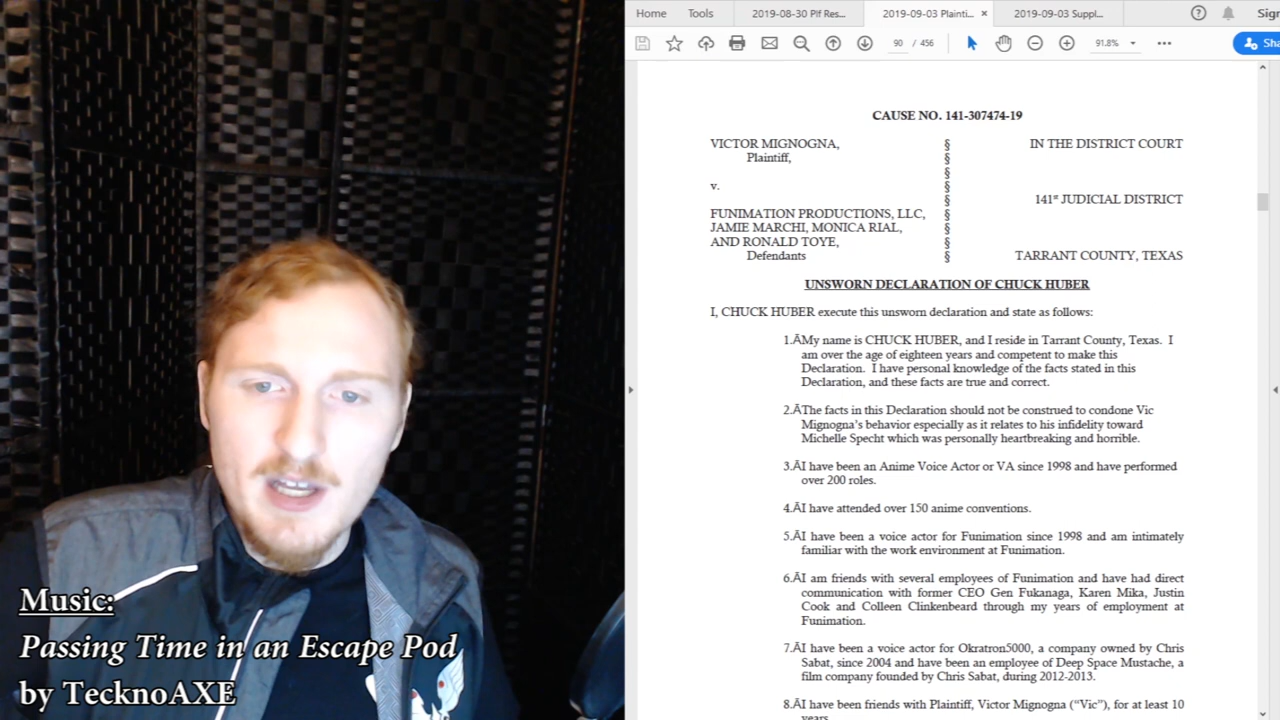 Home Tools 2019-08-30 Plf Res... 2019-09-03 Plainti... × 2019-09-03 Suppl... Sign
90 / 456 91.8% Sha
CAUSE NO. 141-307474-19
VICTOR MIGNOGNA, § IN THE DISTRICT COURT
Plaintiff, §
§
v. §
§ 141st JUDICIAL DISTRICT
FUNIMATION PRODUCTIONS, LLC, §
JAMIE MARCHI, MONICA RIAL, §
AND RONALD TOYE, §
Defendants § TARRANT COUNTY, TEXAS
UNSWORN DECLARATION OF CHUCK HUBER
I, CHUCK HUBER execute this unsworn declaration and state as follows:
1.ÃMy name is CHUCK HUBER, and I reside in Tarrant County, Texas. I
am over the age of eighteen years and competent to make this
Declaration. I have personal knowledge of the facts stated in this
Declaration, and these facts are true and correct.
2.ÃThe facts in this Declaration should not be construed to condone Vic
Mignogna's behavior especially as it relates to his infidelity toward
Michelle Specht which was personally heartbreaking and horrible.
3.ÃI have been an Anime Voice Actor or VA since 1998 and have performed
over 200 roles.
4.ÃI have attended over 150 anime conventions.
5.ÃI have been a voice actor for Funimation since 1998 and am intimately
familiar with the work environment at Funimation.
6.ÃI am friends with several employees of Funimation and have had direct
communication with former CEO Gen Fukanaga, Karen Mika, Justin
Cook and Colleen Clinkenbeard through my years of employment at
Funimation.
7.ÃI have been a voice actor for Okratron5000, a company owned by Chris
Sabat, since 2004 and have been an employee of Deep Space Mustache, a
film company founded by Chris Sabat, during 2012-2013.
8.ÃI have been friends with Plaintiff, Victor Mignogna ("Vic"), for at least 10
years
Music:
Passing Time in an Escape Pod
by TecknoAXE